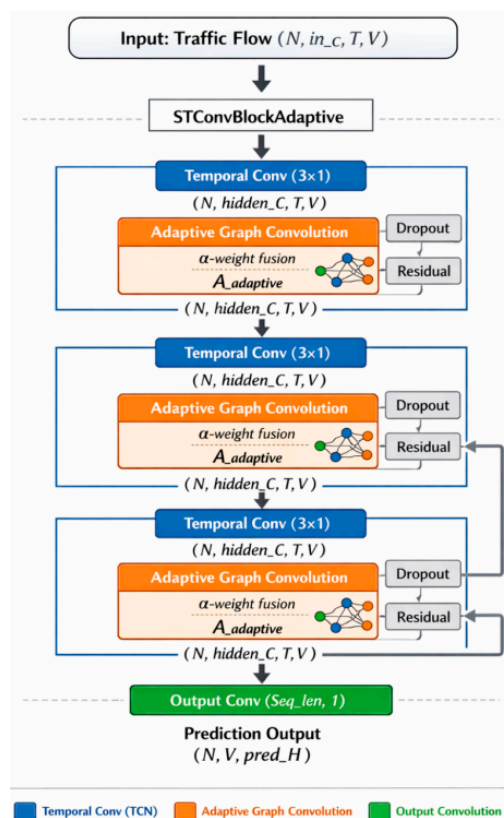 Input: Traffic Flow (N, in_C, T, V)
STConvBlockAdaptive
Temporal Conv (3×1)
(N, hidden_C, T, V)
Adaptive Graph Convolution
Dropout
α-weight fusion
A_adaptive
Residual
(N, hidden_C, T, V)
Temporal Conv (3×1)
(N, hidden_C, T, V)
Adaptive Graph Convolution
Dropout
α-weight fusion
A_adaptive
Residual
(N, hidden_C, T, V)
Temporal Conv (3×1)
(N, hidden_C, T, V)
Adaptive Graph Convolution
Dropout
α-weight fusion
A_adaptive
Residual
(N, hidden_C, T, V)
Output Conv (Seq_len, 1)
Prediction Output
(N, V, pred_H)
Temporal Conv (TCN) Adaptive Graph Convolution Output Convolution